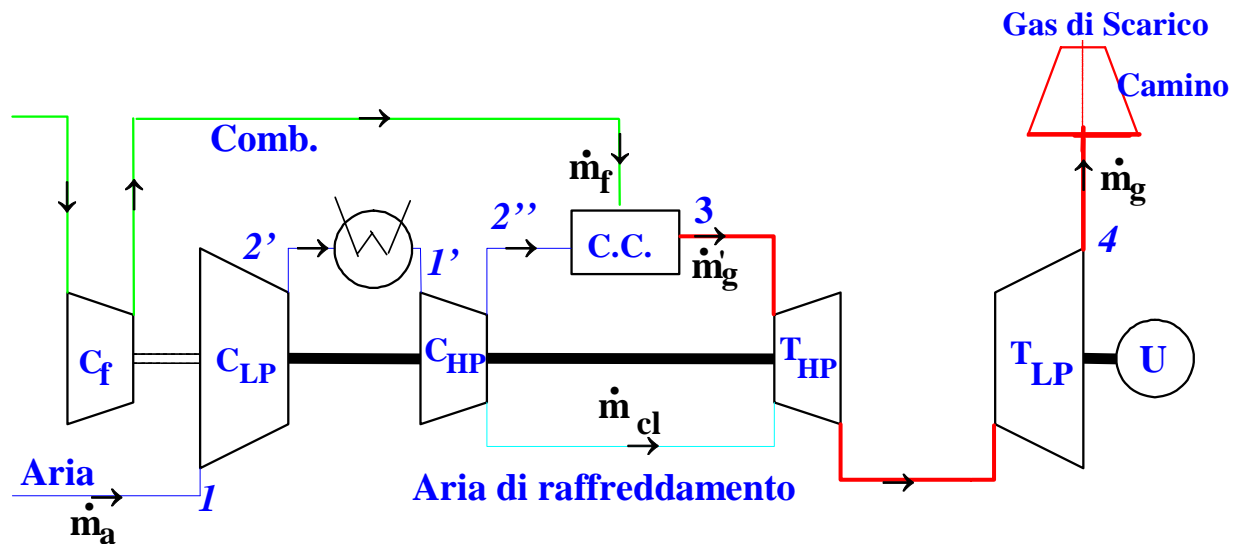 Gas di Scarico
Camino
Comb.
ṁf
ṁg
2’
1’
2’’
C.C.
3
ṁ'g
4
Cf
CLP
CHP
THP
TLP
U
ṁcl
Aria
1
Aria di raffreddamento
ṁa